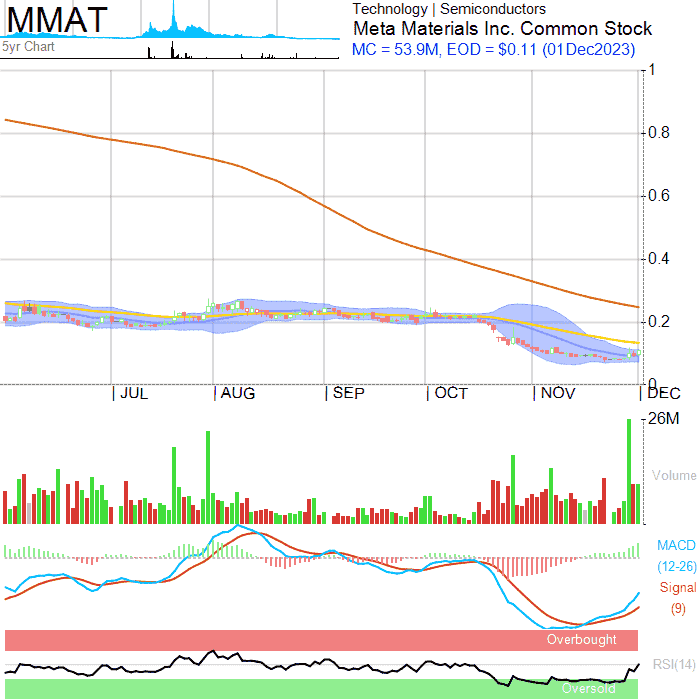 MMAT
5yr Chart
Technology | Semiconductors
Meta Materials Inc. Common Stock
MC = 53.9M, EOD = $0.11 (01Dec2023)
1
0.8
0.6
0.4
0.2
0
JUL AUG SEP OCT NOV DEC
26M
Volume
MACD
(12-26)
Signal
(9)
Overbought
RSI(14)
Oversold